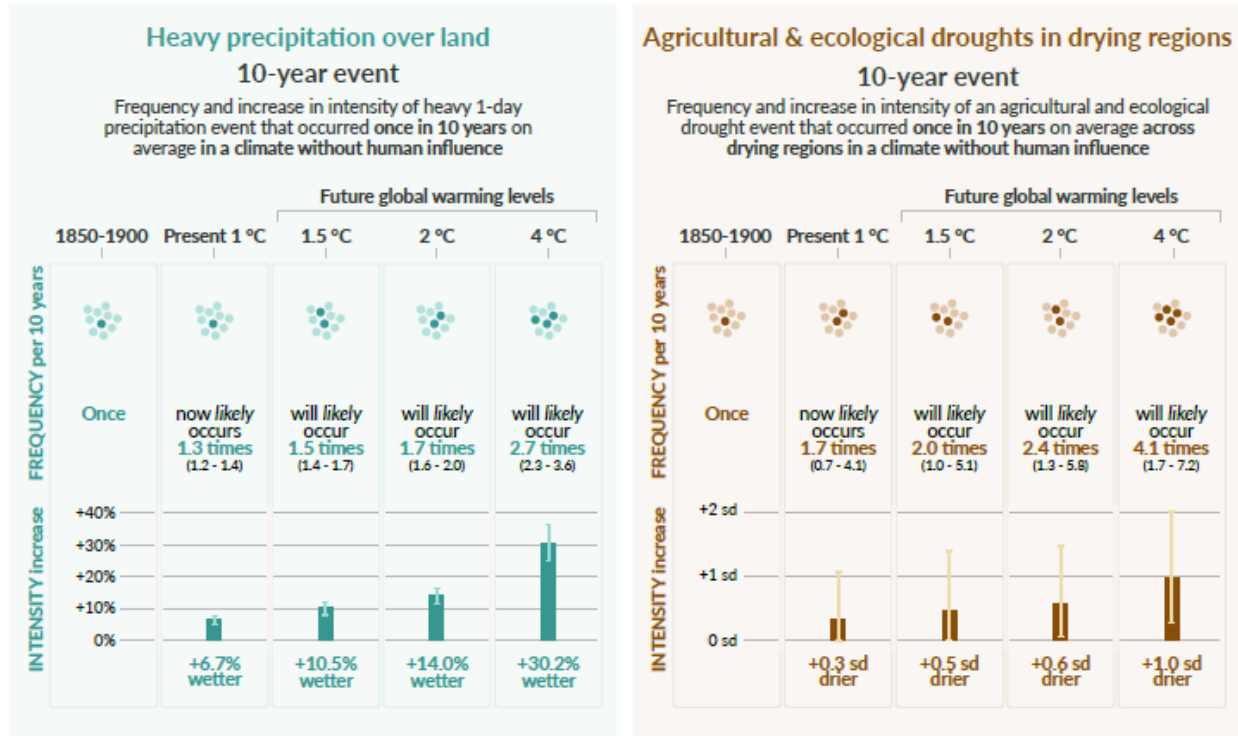 Heavy precipitation over land
10-year event
Frequency and increase in intensity of heavy 1-day
precipitation event that occurred once in 10 years on
average in a climate without human influence
Future global warming levels
1850-1900 Present 1 °C 1.5 °C 2 °C 4 °C
FREQUENCY per 10 years
Once
now likely occurs 1.3 times (1.2 - 1.4)
will likely occur 1.5 times (1.4 - 1.7)
will likely occur 1.7 times (1.6 - 2.0)
will likely occur 2.7 times (2.3 - 3.6)
INTENSITY increase
+40%
+30%
+20%
+10%
0%
+6.7% wetter
+10.5% wetter
+14.0% wetter
+30.2% wetter
Agricultural & ecological droughts in drying regions
10-year event
Frequency and increase in intensity of an agricultural and ecological
drought event that occurred once in 10 years on average across
drying regions in a climate without human influence
Future global warming levels
1850-1900 Present 1 °C 1.5 °C 2 °C 4 °C
FREQUENCY per 10 years
Once
now likely occurs 1.7 times (0.7 - 4.1)
will likely occur 2.0 times (1.0 - 5.1)
will likely occur 2.4 times (1.3 - 5.8)
will likely occur 4.1 times (1.7 - 7.2)
INTENSITY increase
+2 sd
+1 sd
0 sd
+0.3 sd drier
+0.5 sd drier
+0.6 sd drier
+1.0 sd drier